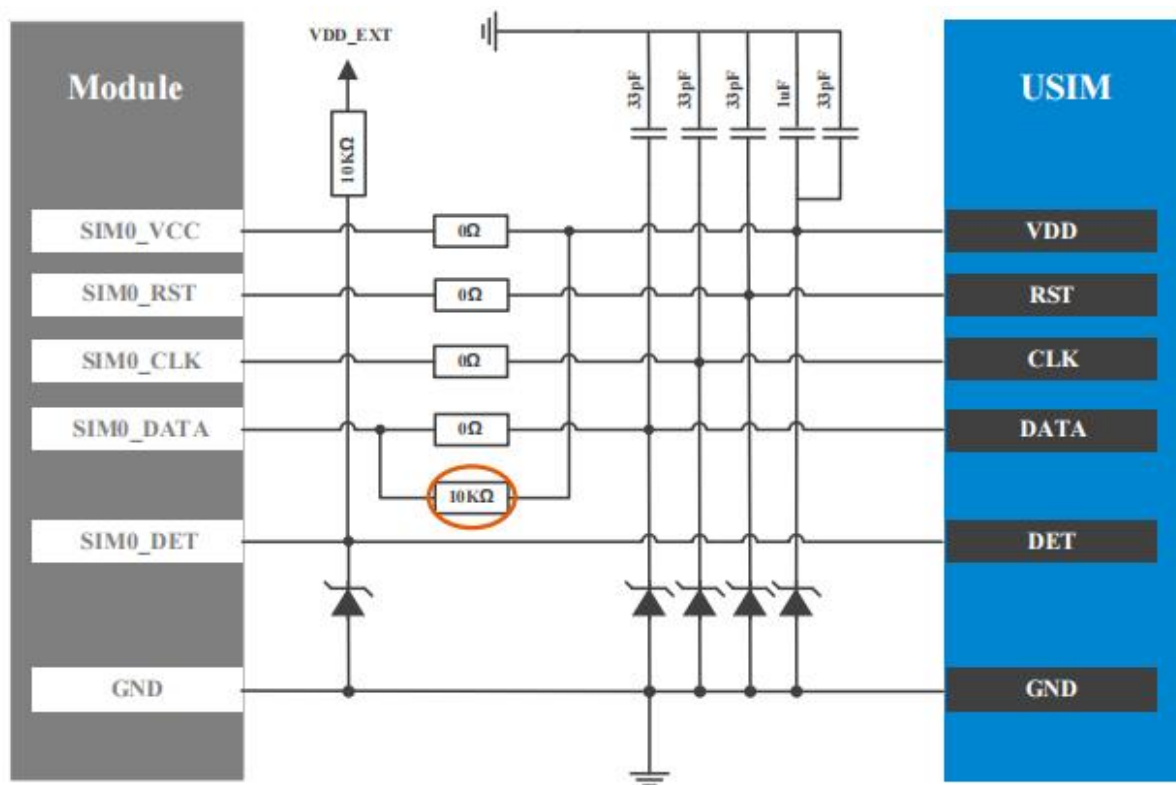 VDD_EXT
Module
USIM
10KΩ
33pF
33pF
33pF
1uF
33pF
SIM0_VCC
0Ω
VDD
SIM0_RST
0Ω
RST
SIM0_CLK
0Ω
CLK
SIM0_DATA
0Ω
DATA
10KΩ
SIM0_DET
DET
GND
GND